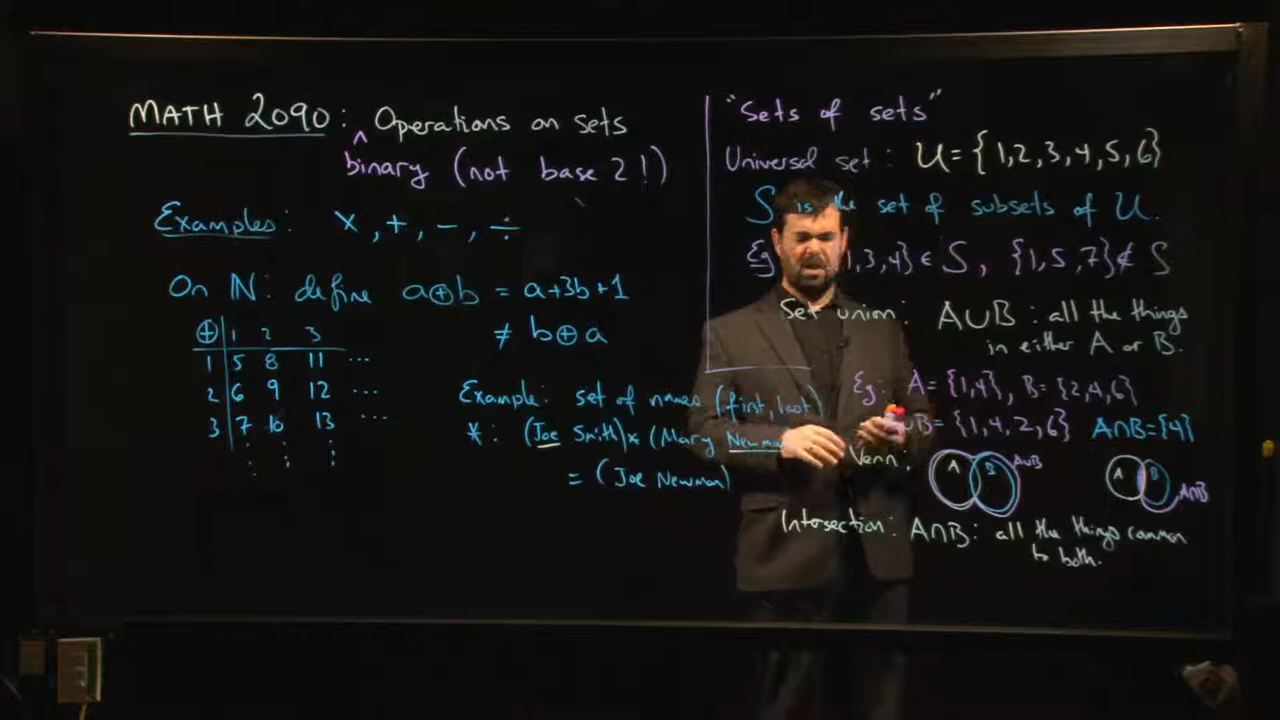 MATH 2090: Operations on sets
binary (not base 2!)
Examples: ×, +, −, ÷
On ℕ: define a⊕b = a+3b+1
≠ b⊕a
⊕ 1 2 3
1 5 8 11 ...
2 6 9 12 ...
3 7 10 13 ...
Example: set of names (first, last)
*: (Joe Smith)* (Mary Newman
= (Joe Newman)
"Sets of sets"
Universal set: U = {1,2,3,4,5,6}
S is the set of subsets of U.
Eg 1,3,4} ∈ S, {1,5,7} ∉ S
Set union: A∪B: all the things
in either A or B.
Eg: A = {1,4}, B = {2,4,6}
∪B = {1,4,2,6} A∩B={4}
Venn: A B A∪B A B A∩B
Intersection: A∩B: all the things common
to both.